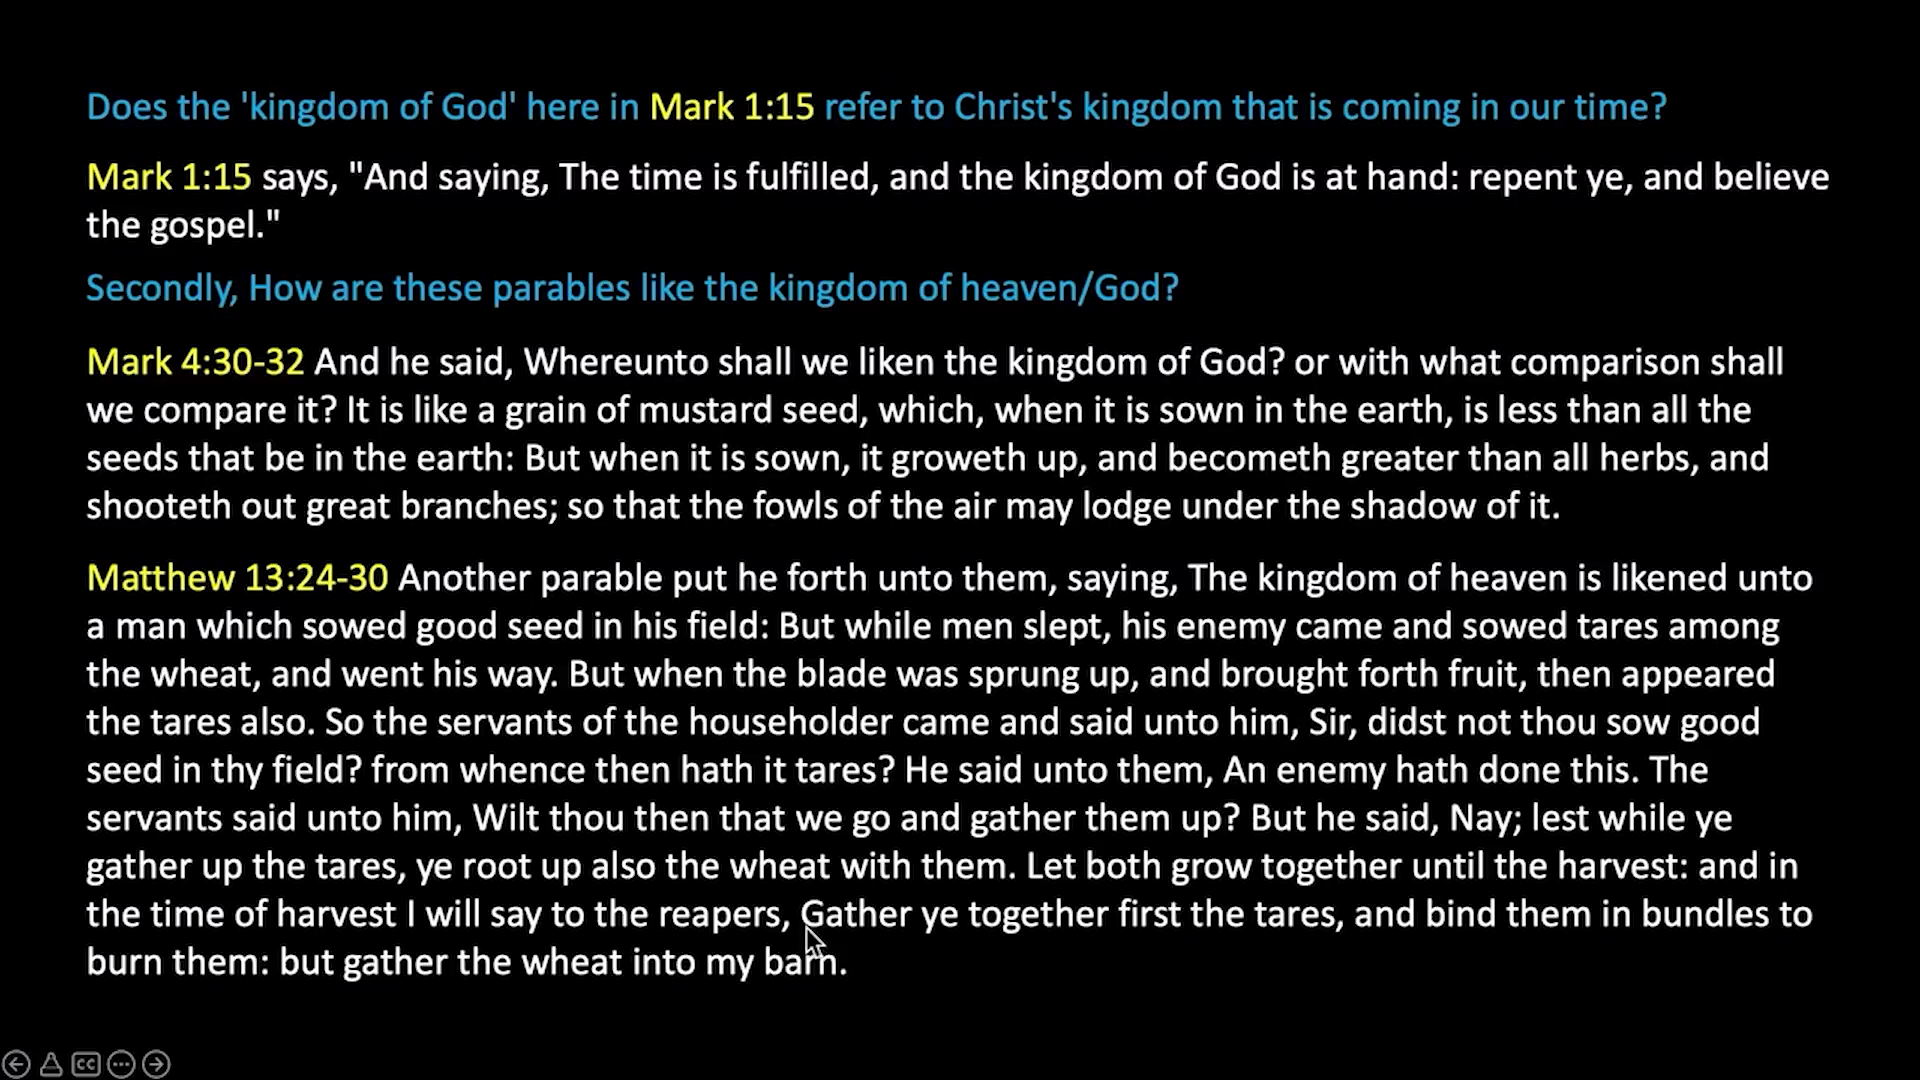 Does the 'kingdom of God' here in Mark 1:15 refer to Christ's kingdom that is coming in our time?
Mark 1:15 says, "And saying, The time is fulfilled, and the kingdom of God is at hand: repent ye, and believe
the gospel."
Secondly, How are these parables like the kingdom of heaven/God?
Mark 4:30-32 And he said, Whereunto shall we liken the kingdom of God? or with what comparison shall
we compare it? It is like a grain of mustard seed, which, when it is sown in the earth, is less than all the
seeds that be in the earth: But when it is sown, it groweth up, and becometh greater than all herbs, and
shooteth out great branches; so that the fowls of the air may lodge under the shadow of it.
Matthew 13:24-30 Another parable put he forth unto them, saying, The kingdom of heaven is likened unto
a man which sowed good seed in his field: But while men slept, his enemy came and sowed tares among
the wheat, and went his way. But when the blade was sprung up, and brought forth fruit, then appeared
the tares also. So the servants of the householder came and said unto him, Sir, didst not thou sow good
seed in thy field? from whence then hath it tares? He said unto them, An enemy hath done this. The
servants said unto him, Wilt thou then that we go and gather them up? But he said, Nay; lest while ye
gather up the tares, ye root up also the wheat with them. Let both grow together until the harvest: and in
the time of harvest I will say to the reapers, Gather ye together first the tares, and bind them in bundles to
burn them: but gather the wheat into my barn.
CC